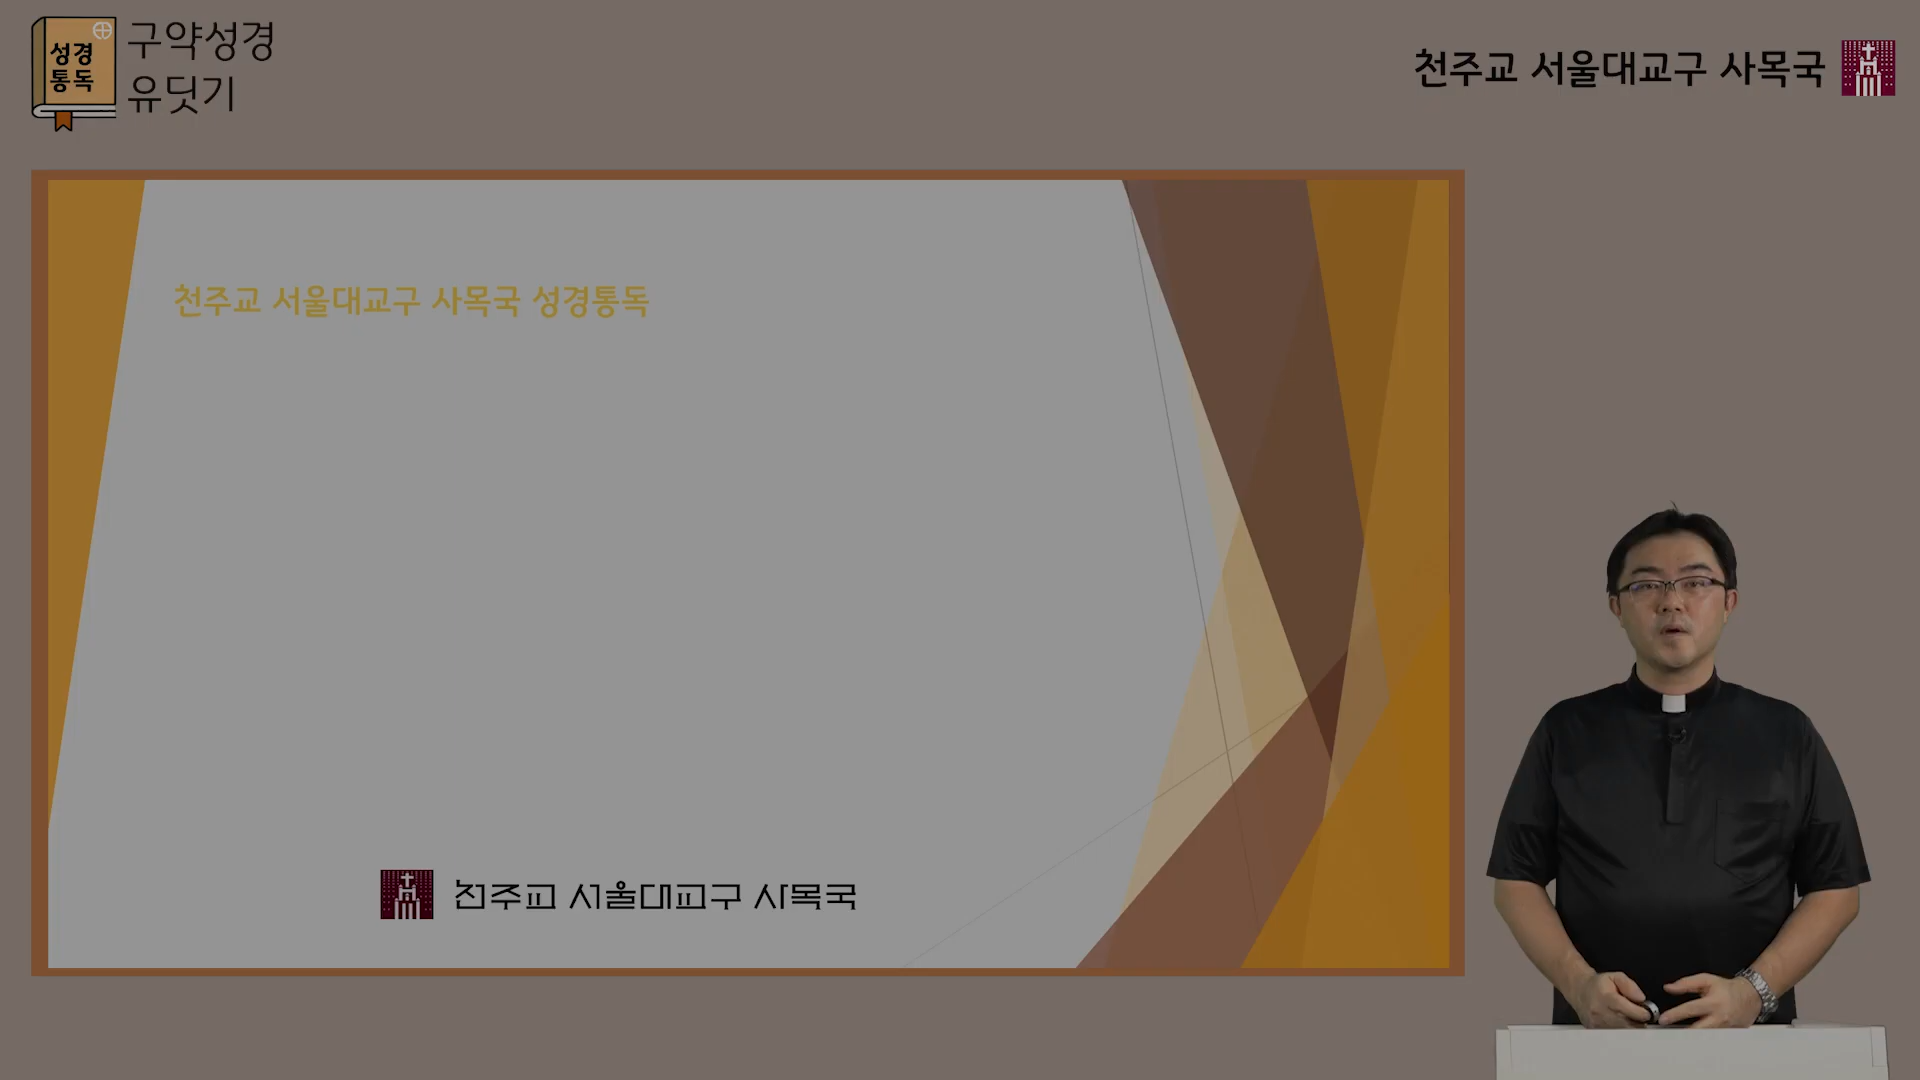 성경
통독
구약성경
유딧기
천주교 서울대교구 사목국
천주교 서울대교구 사목국 성경통독
천주교 서울대교구 사목국